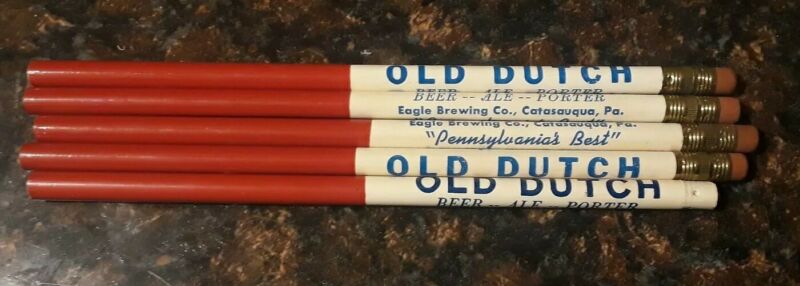 OLD DUTCH
BEER -- ALE -- PORTER
Eagle Brewing Co., Catasauqua, Pa.
Eagle Brewing Co., Catasauqua, Pa.
"Pennsylvania's Best"
OLD DUTCH
OLD DUTCH
BEER -- ALE -- PORTER